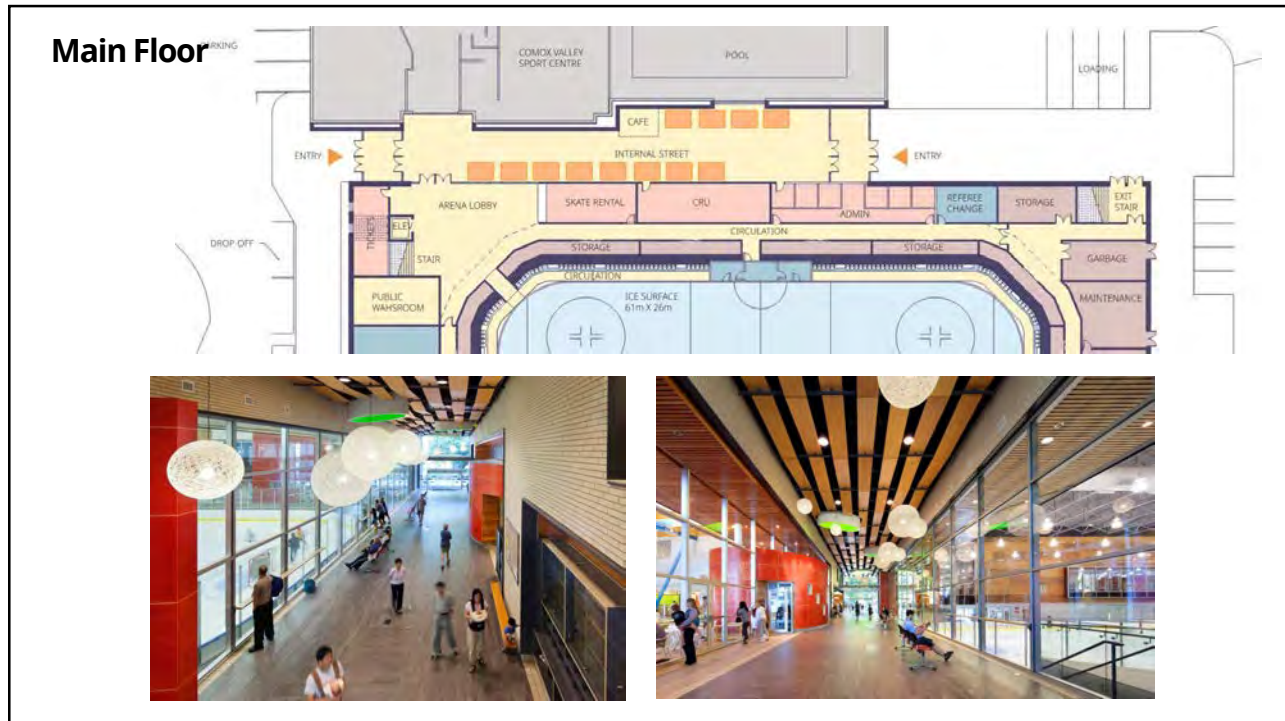 Main Floor
PARKING
COMOX VALLEY
SPORT CENTRE
POOL
LOADING
CAFE
ENTRY
INTERNAL STREET
ENTRY
TICKETS
ELEV
ARENA LOBBY
SKATE RENTAL
CRU
ADMIN
REFEREE
CHANGE
STORAGE
EXIT
STAIR
DROP OFF
STAIR
CIRCULATION
STORAGE
STORAGE
GARBAGE
CIRCULATION
PUBLIC
WAHSROOM
ICE SURFACE
61m X 26m
MAINTENANCE